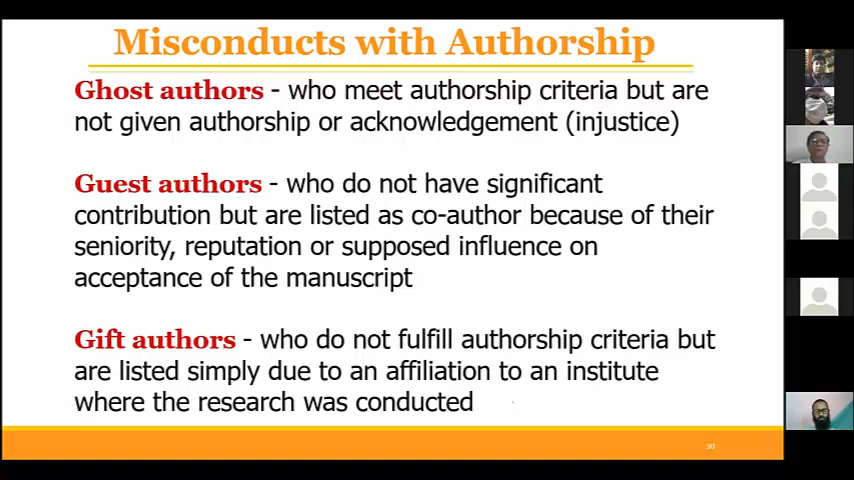 Misconducts with Authorship
Ghost authors - who meet authorship criteria but are
not given authorship or acknowledgement (injustice)
Guest authors - who do not have significant
contribution but are listed as co-author because of their
seniority, reputation or supposed influence on
acceptance of the manuscript
Gift authors - who do not fulfill authorship criteria but
are listed simply due to an affiliation to an institute
where the research was conducted
30